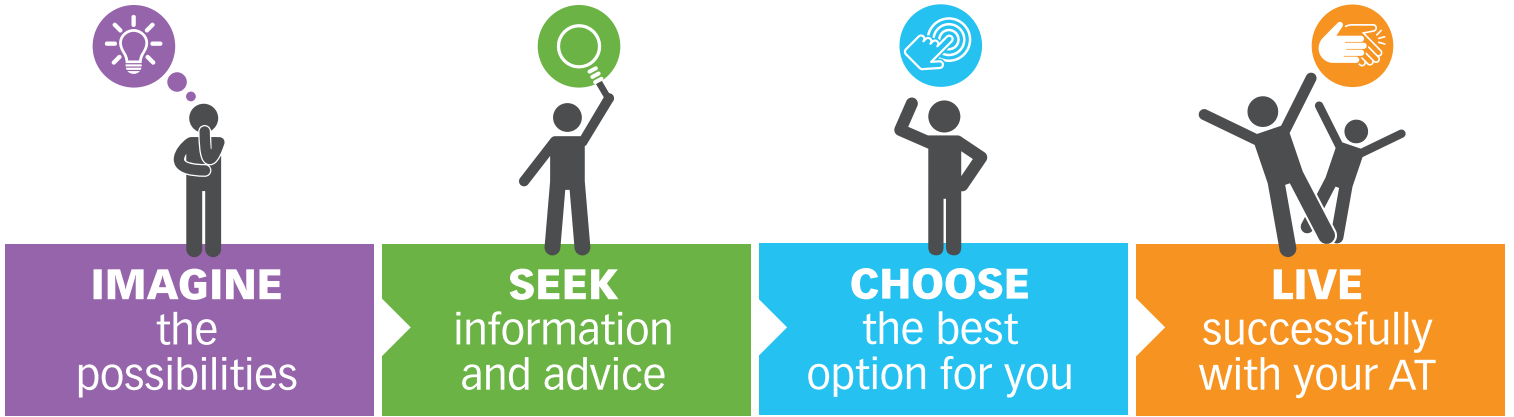 IMAGINE
the
possibilities
SEEK
information
and advice
CHOOSE
the best
option for you
LIVE
successfully
with your AT